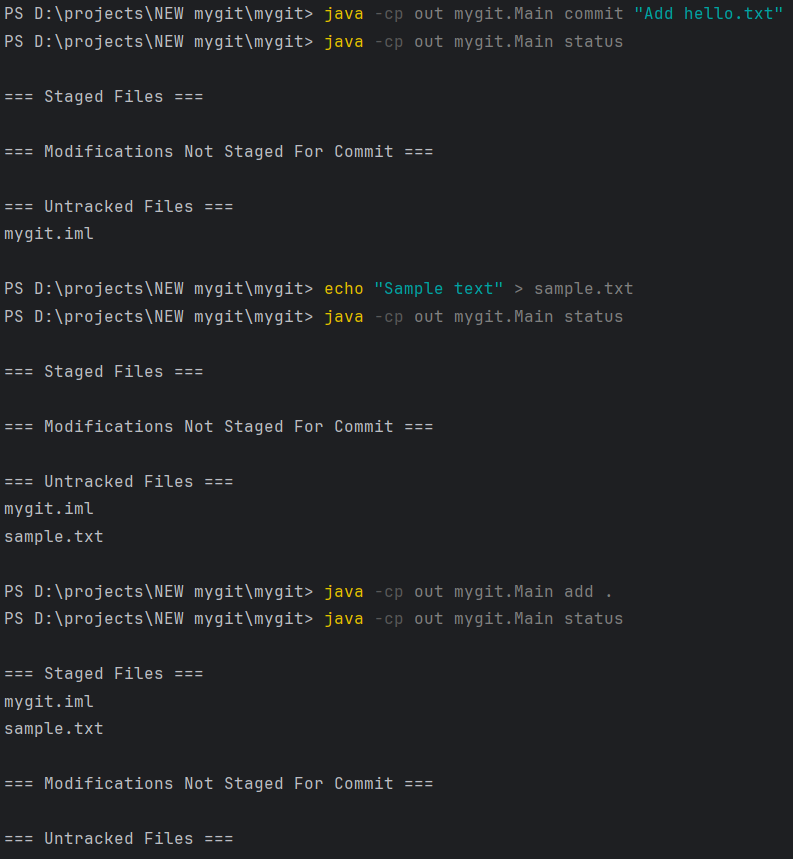 PS D:\projects\NEW mygit\mygit> java -cp out mygit.Main commit "Add hello.txt"
PS D:\projects\NEW mygit\mygit> java -cp out mygit.Main status
=== Staged Files ===
=== Modifications Not Staged For Commit ===
=== Untracked Files ===
mygit.iml
PS D:\projects\NEW mygit\mygit> echo "Sample text" > sample.txt
PS D:\projects\NEW mygit\mygit> java -cp out mygit.Main status
=== Staged Files ===
=== Modifications Not Staged For Commit ===
=== Untracked Files ===
mygit.iml
sample.txt
PS D:\projects\NEW mygit\mygit> java -cp out mygit.Main add .
PS D:\projects\NEW mygit\mygit> java -cp out mygit.Main status
=== Staged Files ===
mygit.iml
sample.txt
=== Modifications Not Staged For Commit ===
=== Untracked Files ===